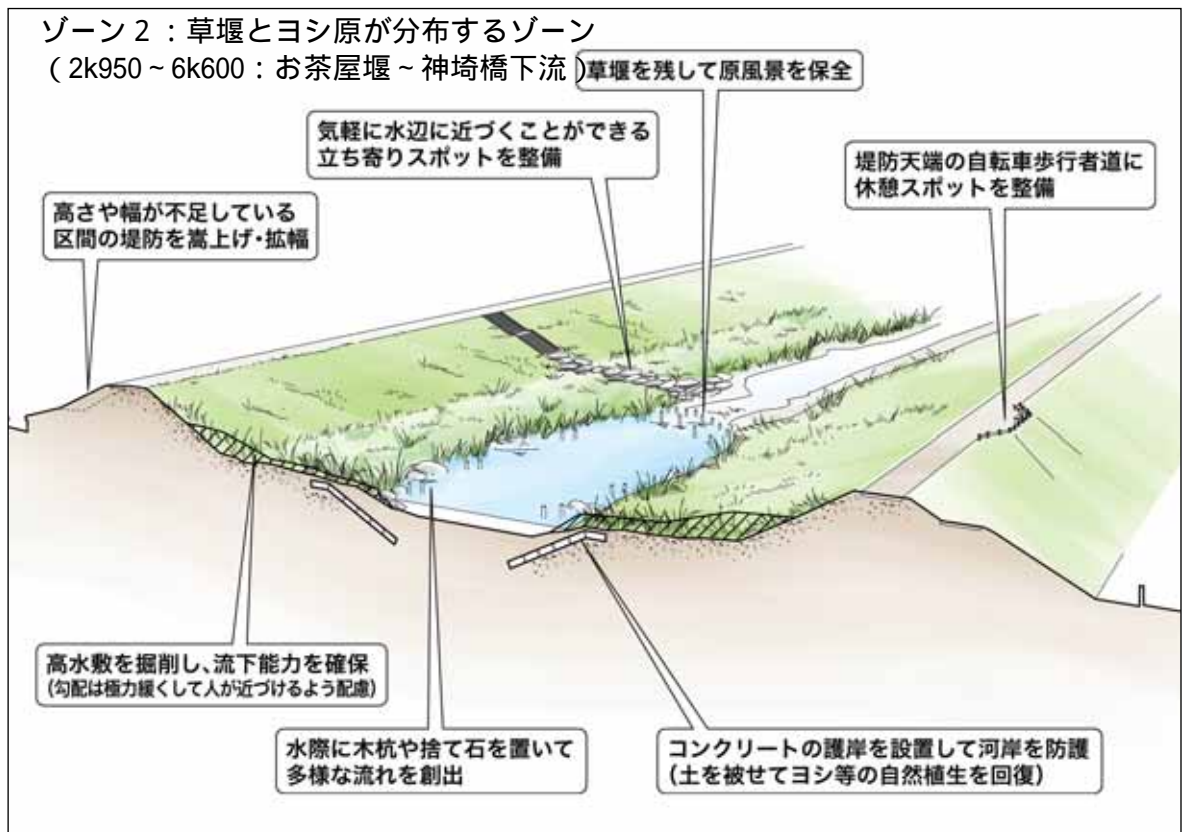 ゾーン２：草堰とヨシ原が分布するゾーン
（2k950～6k600：お茶屋堰～神埼橋下流）
草堰を残して原風景を保全
気軽に水辺に近づくことができる
立ち寄りスポットを整備
堤防天端の自転車歩行者道に
休憩スポットを整備
高さや幅が不足している
区間の堤防を嵩上げ・拡幅
高水敷を掘削し、流下能力を確保
(勾配は極力緩くして人が近づけるよう配慮)
水際に木杭や捨て石を置いて
多様な流れを創出
コンクリートの護岸を設置して河岸を防護
(土を被せてヨシ等の自然植生を回復)